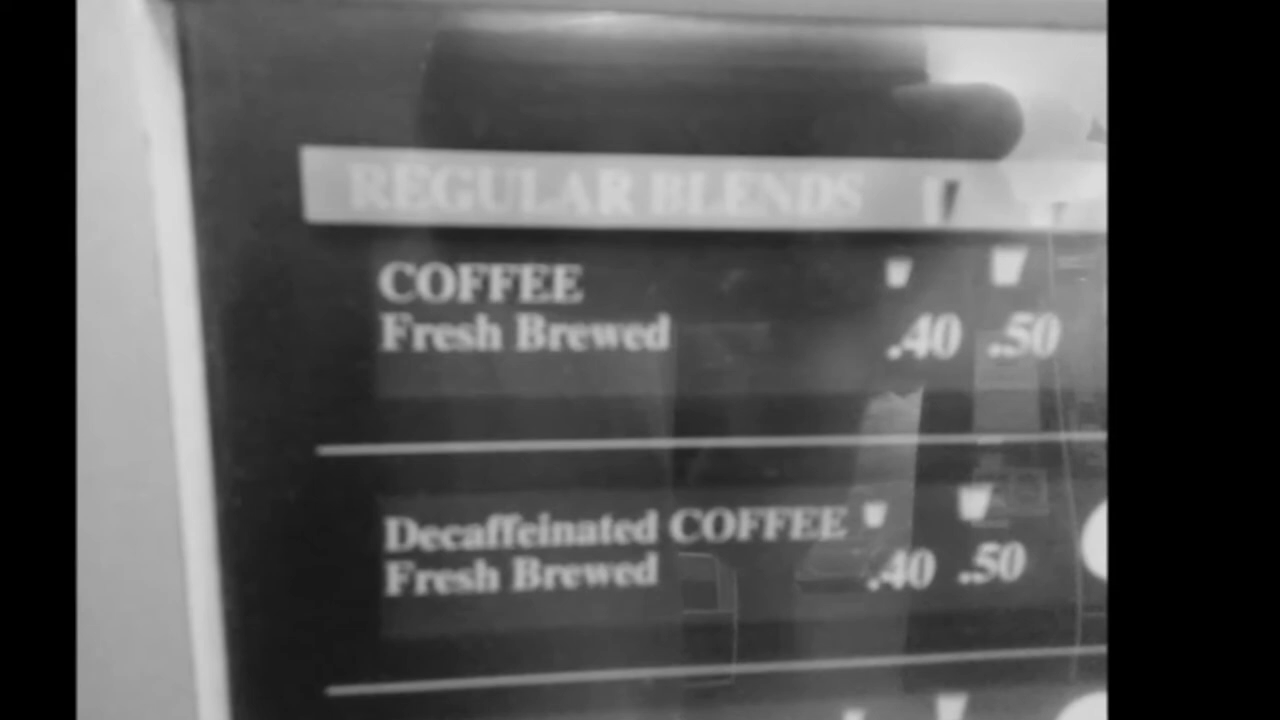 REGULAR BLENDS
COFFEE
Fresh Brewed .40 .50
Decaffeinated COFFEE
Fresh Brewed .40 .50